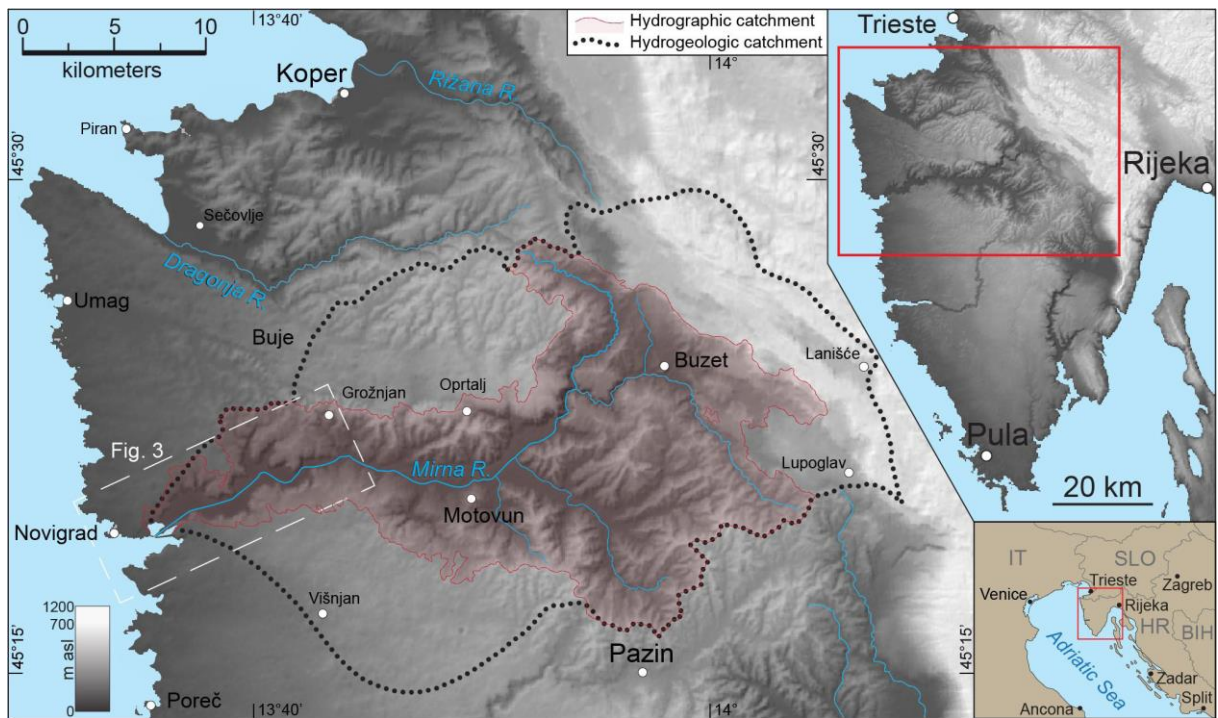 0 5 10
kilometers
13°40'
Hydrographic catchment
Hydrogeologic catchment
14°
Koper
Rižana R.
Piran
45°30'
45°30'
Sečovlje
Dragonja R.
Umag
Buje
Buzet
Lanišće
Grožnjan
Oprtalj
Fig. 3
Mirna R.
Lupoglav
Motovun
Novigrad
Višnjan
1200
700
m asl
0
Pazin
45°15'
45°15'
Poreč
13°40'
14°
Trieste
Rijeka
Pula
20 km
IT
SLO
Trieste
Zagreb
Venice
Rijeka
HR
BIH
Adriatic Sea
Zadar
Ancona
Split